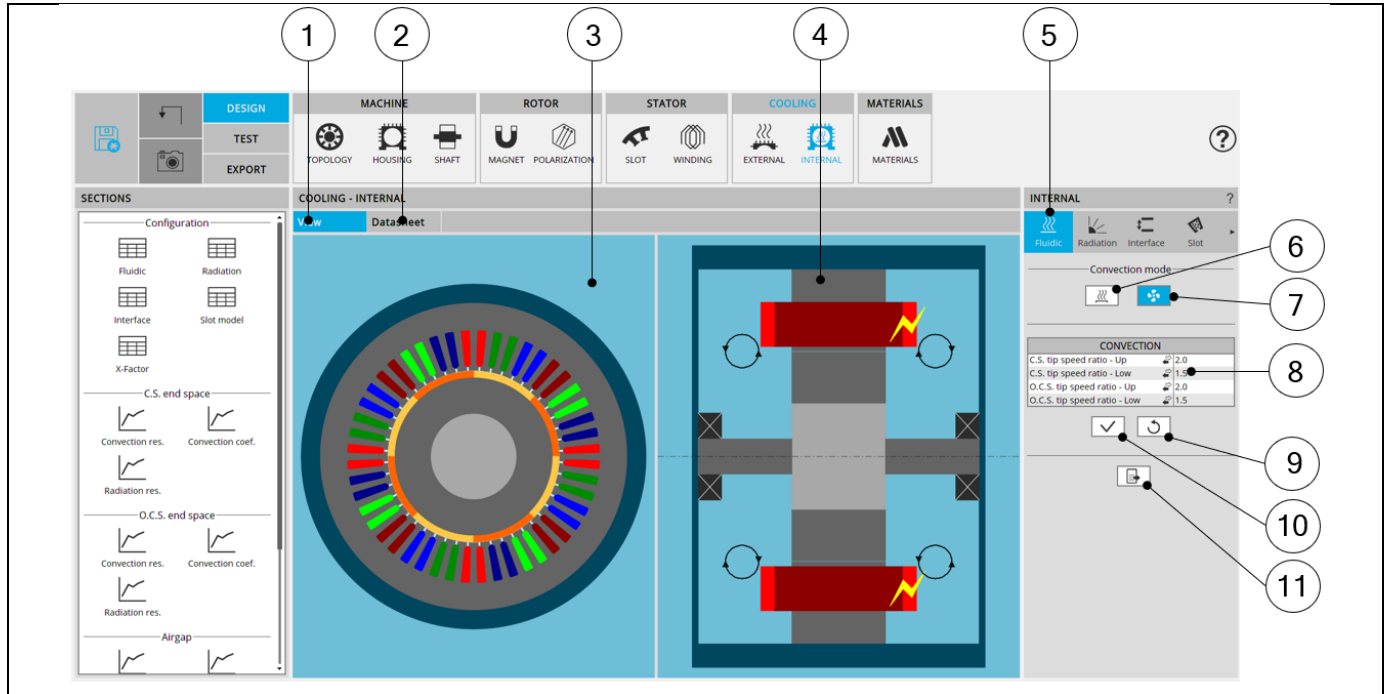 1 2 3 4 5
DESIGN
TEST
EXPORT
MACHINE
TOPOLOGY HOUSING SHAFT
ROTOR
MAGNET POLARIZATION
STATOR
SLOT WINDING
COOLING
EXTERNAL INTERNAL
MATERIALS
MATERIALS
?
SECTIONS
Configuration
Fluidic Radiation
Interface Slot model
X-Factor
C.S. end space
Convection res. Convection coef.
Radiation res.
O.C.S. end space
Convection res. Convection coef.
Radiation res.
Airgap
COOLING - INTERNAL
View Datasheet
INTERNAL ?
Fluidic Radiation Interface Slot
Convection mode
CONVECTION
C.S. tip speed ratio - Up 2.0
C.S. tip speed ratio - Low 1.5
O.C.S. tip speed ratio - Up 2.0
O.C.S. tip speed ratio - Low 1.5
6
7
8
9
10
11